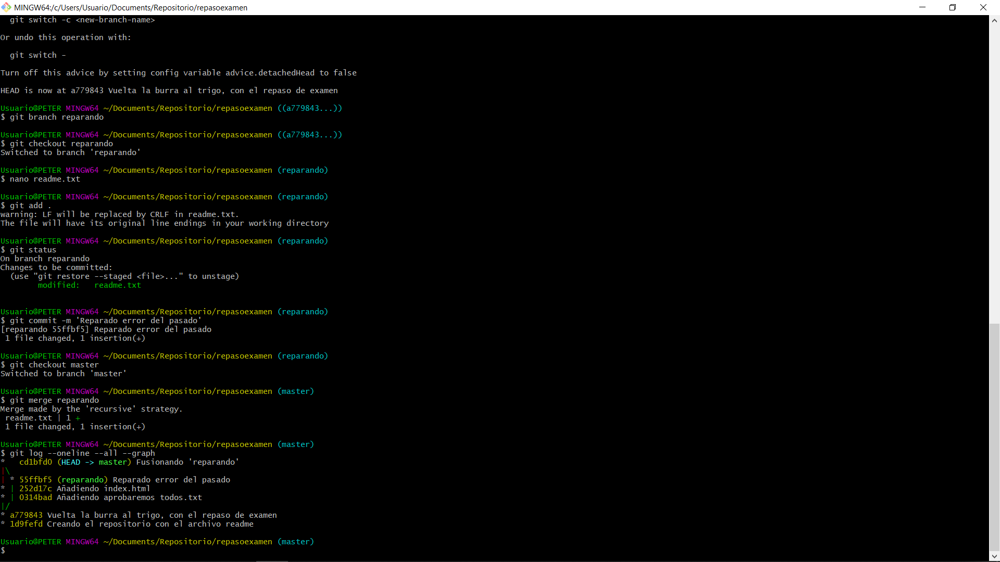 MINGW64:/c/Users/Usuario/Documents/Repositorio/repasoexamen
  git switch -c <new-branch-name>
Or undo this operation with:
  git switch -
Turn off this advice by setting config variable advice.detachedHead to false
HEAD is now at a779843 Vuelta la burra al trigo, con el repaso de examen
Usuario@PETER MINGW64 ~/Documents/Repositorio/repasoexamen ((a779843...))
$ git branch reparando
Usuario@PETER MINGW64 ~/Documents/Repositorio/repasoexamen ((a779843...))
$ git checkout reparando
Switched to branch 'reparando'
Usuario@PETER MINGW64 ~/Documents/Repositorio/repasoexamen (reparando)
$ nano readme.txt
Usuario@PETER MINGW64 ~/Documents/Repositorio/repasoexamen (reparando)
$ git add .
warning: LF will be replaced by CRLF in readme.txt.
The file will have its original line endings in your working directory
Usuario@PETER MINGW64 ~/Documents/Repositorio/repasoexamen (reparando)
$ git status
On branch reparando
Changes to be committed:
  (use "git restore --staged <file>..." to unstage)
        modified:   readme.txt
Usuario@PETER MINGW64 ~/Documents/Repositorio/repasoexamen (reparando)
$ git commit -m 'Reparado error del pasado'
[reparando 55ffbf5] Reparado error del pasado
 1 file changed, 1 insertion(+)
Usuario@PETER MINGW64 ~/Documents/Repositorio/repasoexamen (reparando)
$ git checkout master
Switched to branch 'master'
Usuario@PETER MINGW64 ~/Documents/Repositorio/repasoexamen (master)
$ git merge reparando
Merge made by the 'recursive' strategy.
 readme.txt | 1 +
 1 file changed, 1 insertion(+)
Usuario@PETER MINGW64 ~/Documents/Repositorio/repasoexamen (master)
$ git log --oneline --all --graph
*   cd1bfd0 (HEAD -> master) Fusionando 'reparando'
|\
| * 55ffbf5 (reparando) Reparado error del pasado
* | 252d17c Añadiendo index.html
* | 0314bad Añadiendo aprobaremos todos.txt
|/
* a779843 Vuelta la burra al trigo, con el repaso de examen
* 1d9fefd Creando el repositorio con el archivo readme
Usuario@PETER MINGW64 ~/Documents/Repositorio/repasoexamen (master)
$